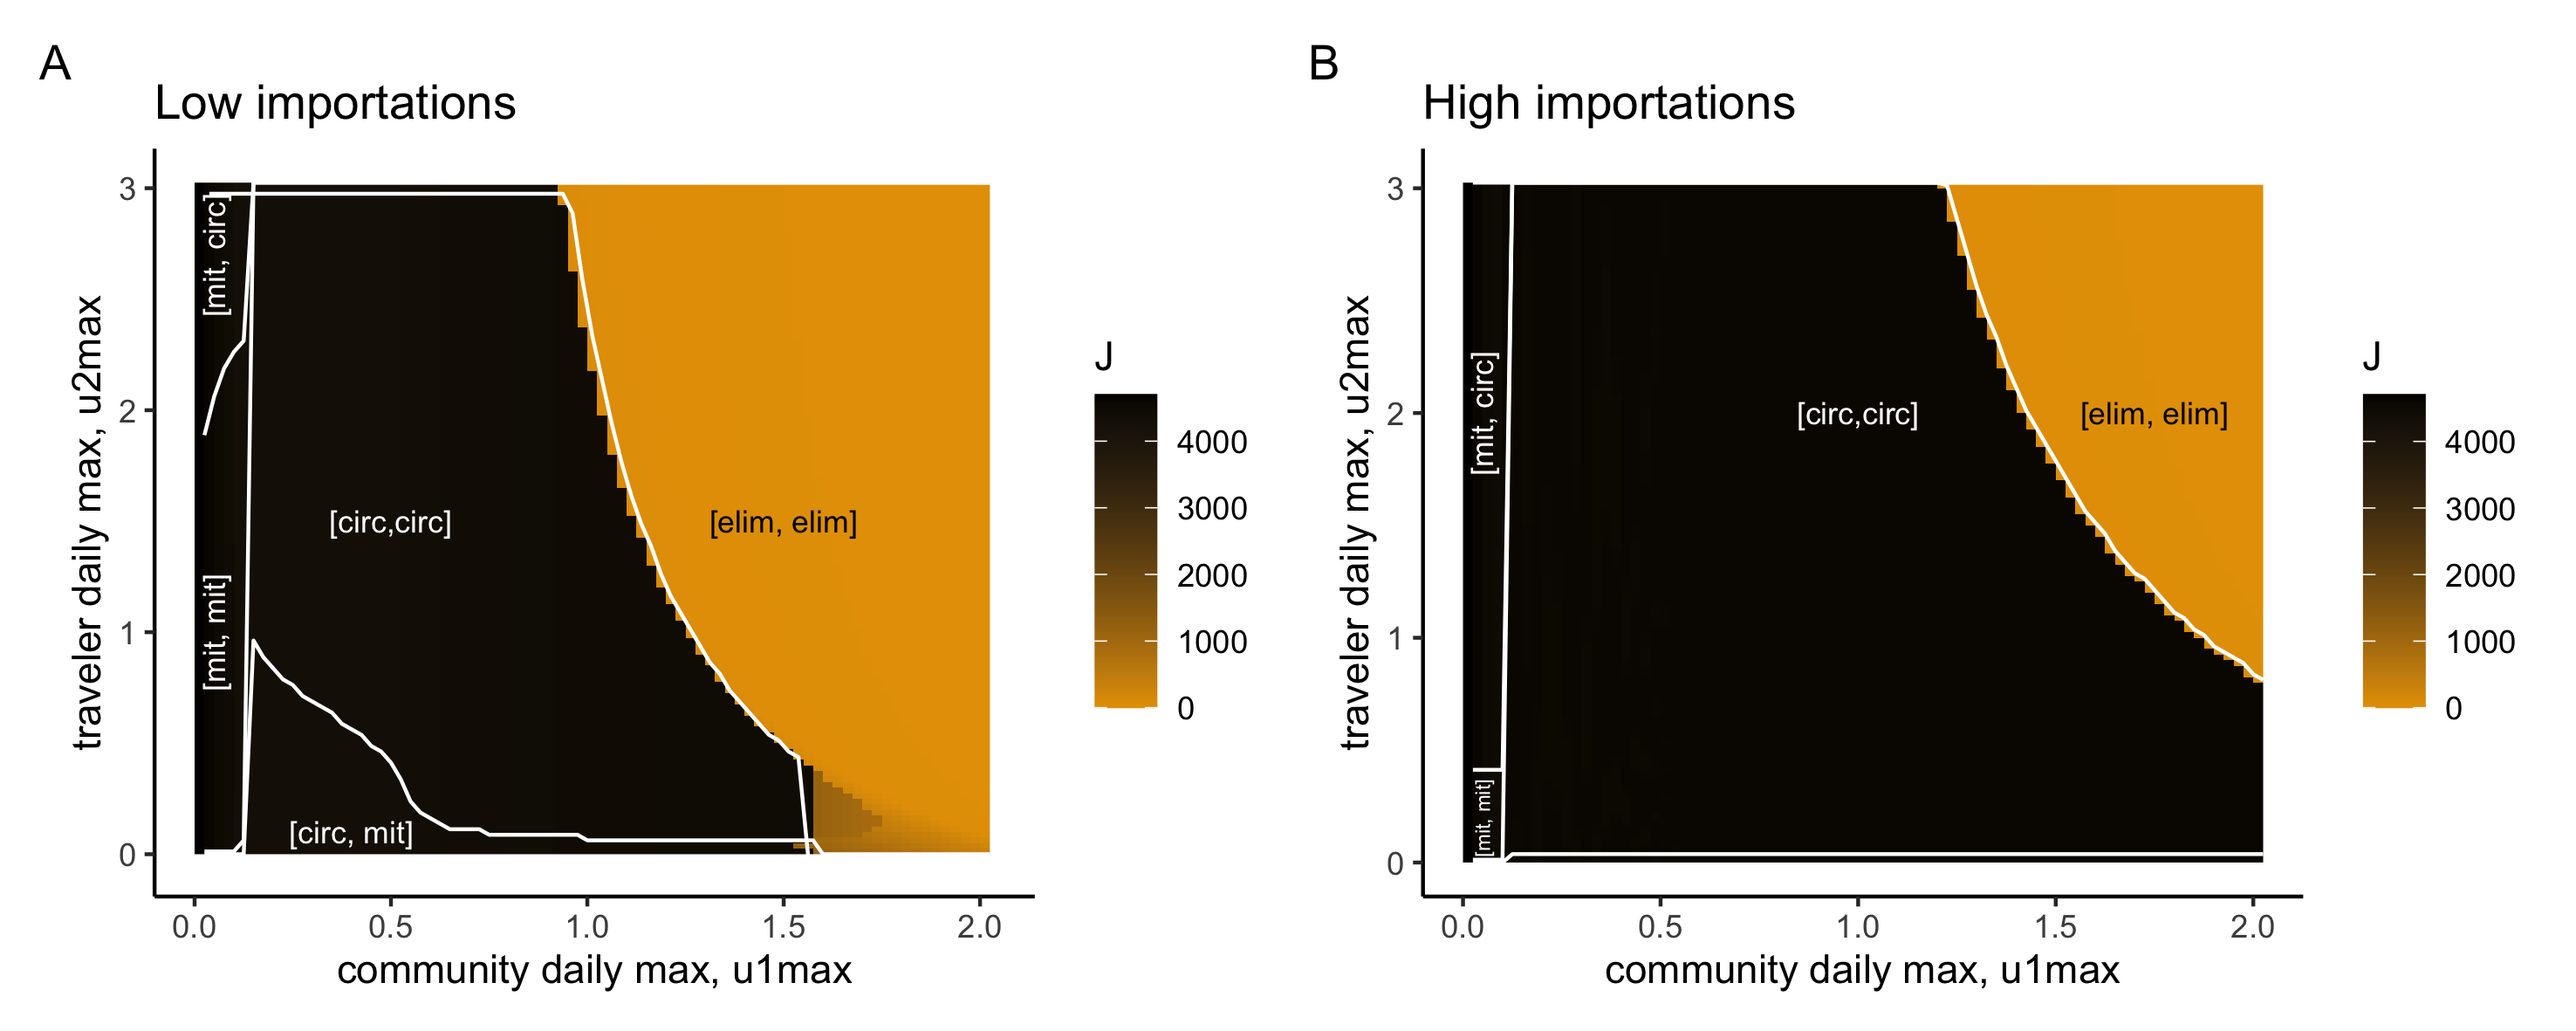 A
Low importations
traveler daily max, u2max
3
2
1
0
[mit, circ]
[mit, mit]
[circ,circ]
[elim, elim]
[circ, mit]
0.0 0.5 1.0 1.5 2.0
community daily max, u1max
J
4000
3000
2000
1000
0
B
High importations
traveler daily max, u2max
3
2
1
0
[mit, circ]
[mit, mit]
[circ,circ]
[elim, elim]
0.0 0.5 1.0 1.5 2.0
community daily max, u1max
J
4000
3000
2000
1000
0